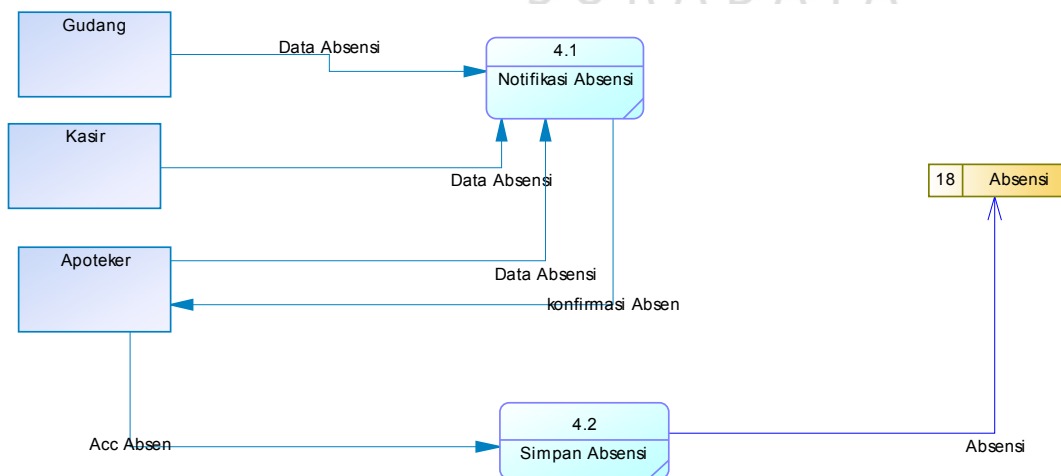 S U R A B A Y A
Gudang
Data Absensi
4.1
Notifikasi Absensi
Kasir
Data Absensi
18
Absensi
Apoteker
Data Absensi
konfirmasi Absen
4.2
Acc Absen
Simpan Absensi
Absensi